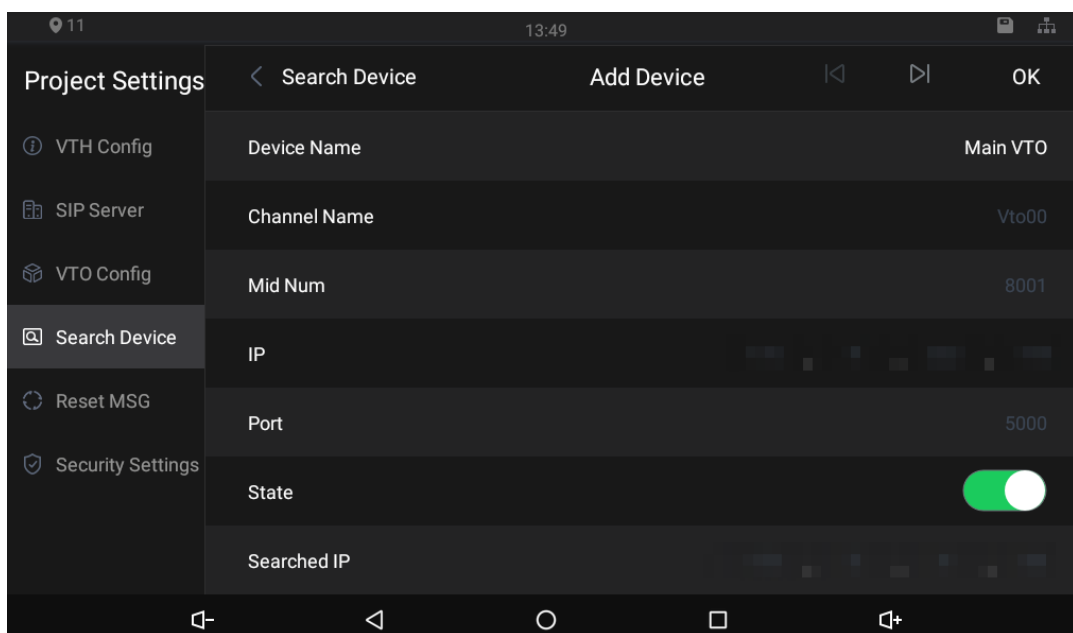 11 13:49
Project Settings
Search Device Add Device OK
VTH Config
SIP Server
VTO Config
Search Device
Reset MSG
Security Settings
Device Name Main VTO
Channel Name Vto00
Mid Num 8001
IP
Port 5000
State
Searched IP